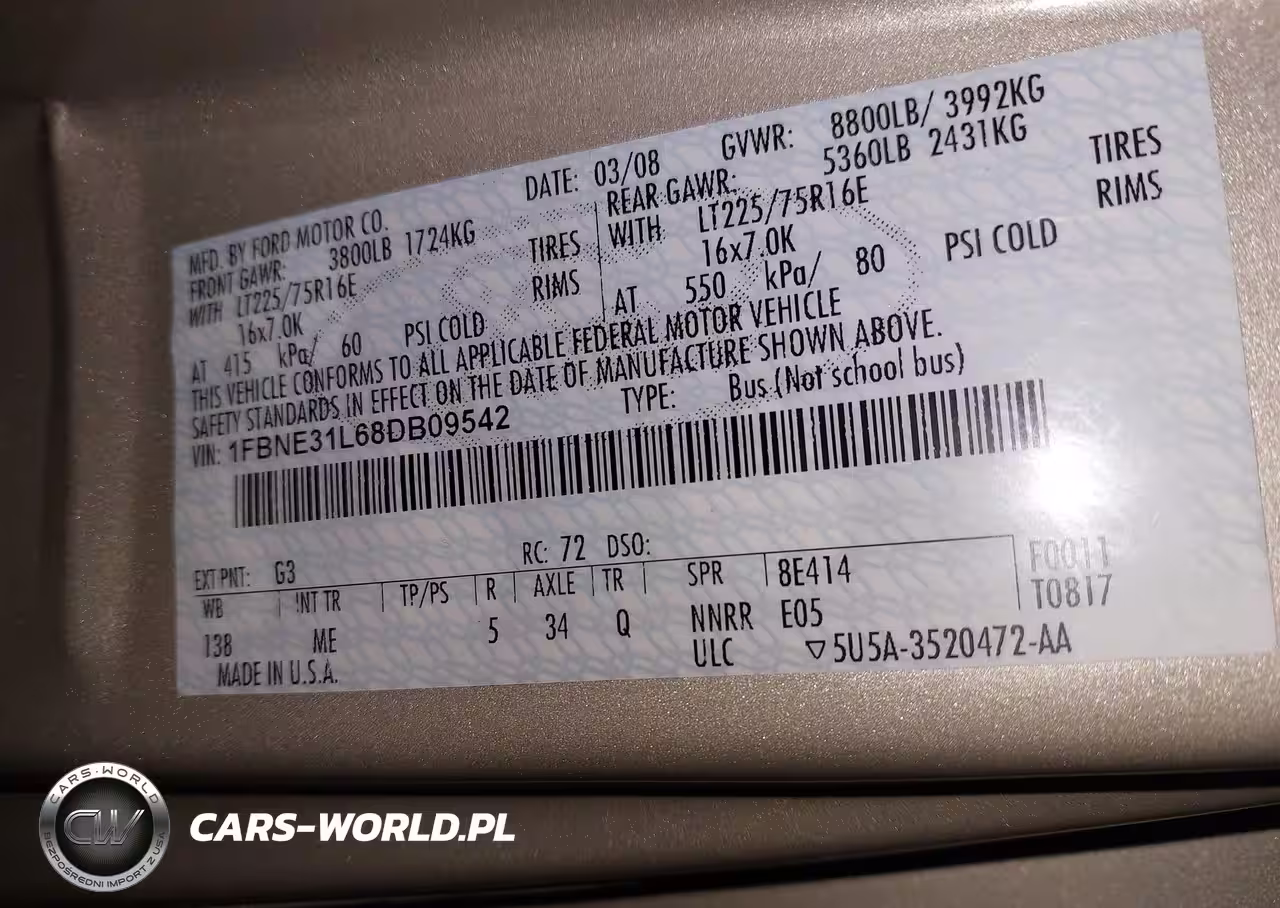 DATE: 03/08 GVWR: 8800LB/ 3992KG
MFD. BY FORD MOTOR CO. REAR GAWR: 5360LB 2431KG
FRONT GAWR: 3800LB 1724KG WITH LT225/75R16E TIRES
WITH LT225/75R16E TIRES 16x7.0K RIMS
16x7.0K RIMS AT 550 kPa/ 80 PSI COLD
AT 415 kPa/ 60 PSI COLD
THIS VEHICLE CONFORMS TO ALL APPLICABLE FEDERAL MOTOR VEHICLE
SAFETY STANDARDS IN EFFECT ON THE DATE OF MANUFACTURE SHOWN ABOVE.
VIN: 1FBNE31L68DB09542 TYPE: Bus (Not school bus)
EXT PNT: G3 RC: 72 DSO: F0011
WB INT TR TP/PS R AXLE TR SPR 8E414 T0817
138 ME 5 34 Q NNRR E05
MADE IN U.S.A. ULC ▽5U5A-3520472-AA
CARS-WORLD
CW
BEZPOŚREDNI IMPORT Z USA
CARS-WORLD.PL